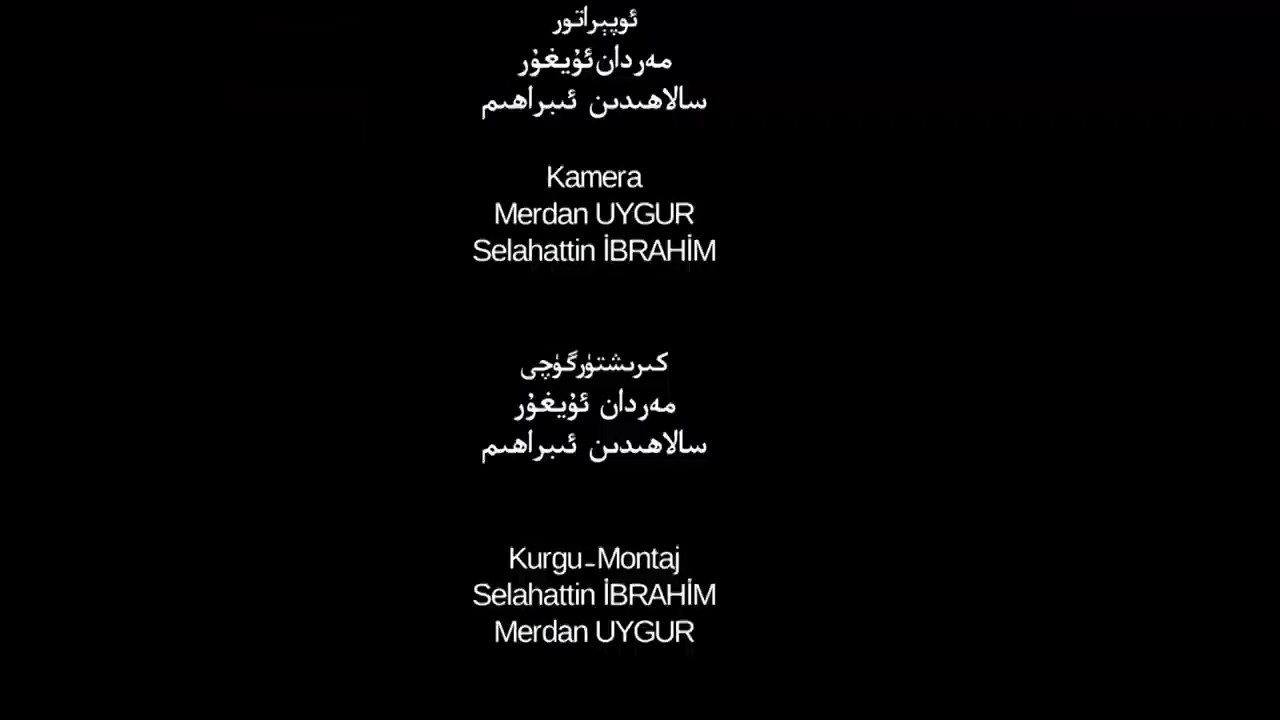 ئوپېراتور
مەردان ئۇيغۇر
سالاھىدىن ئىبراھىم
Kamera
Merdan UYGUR
Selahattin İBRAHİM
كىرىشتۈرگۈچى
مەردان ئۇيغۇر
سالاھىدىن ئىبراھىم
Kurgu-Montaj
Selahattin İBRAHİM
Merdan UYGUR